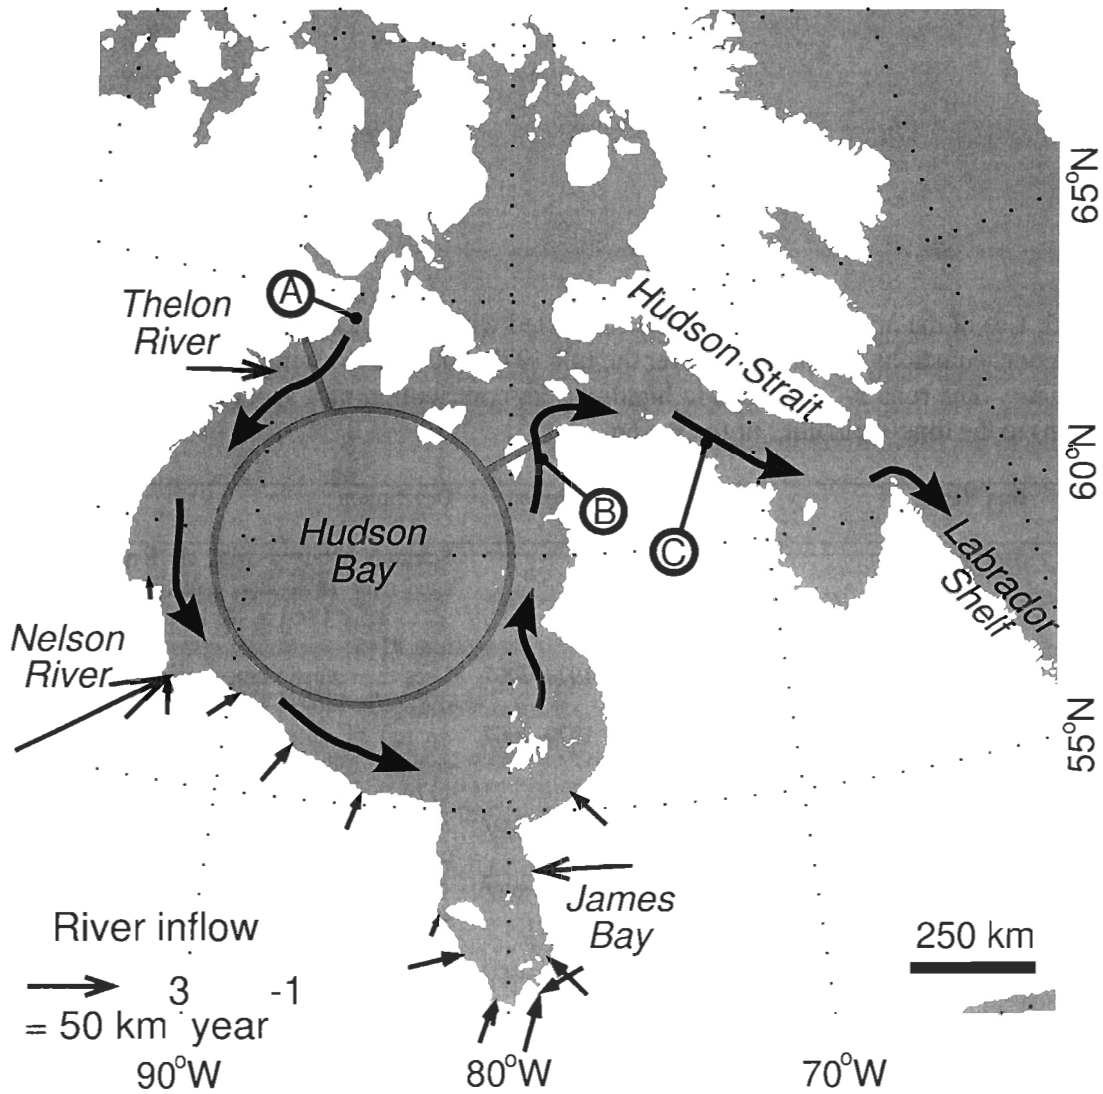 65°N
A
Thelon
River
Hudson Strait
60°N
B
Hudson
Bay
C
Labrador
Shelf
Nelson
River
55°N
James
Bay
River inflow
250 km
3 -1
= 50 km year
90°W 80°W 70°W